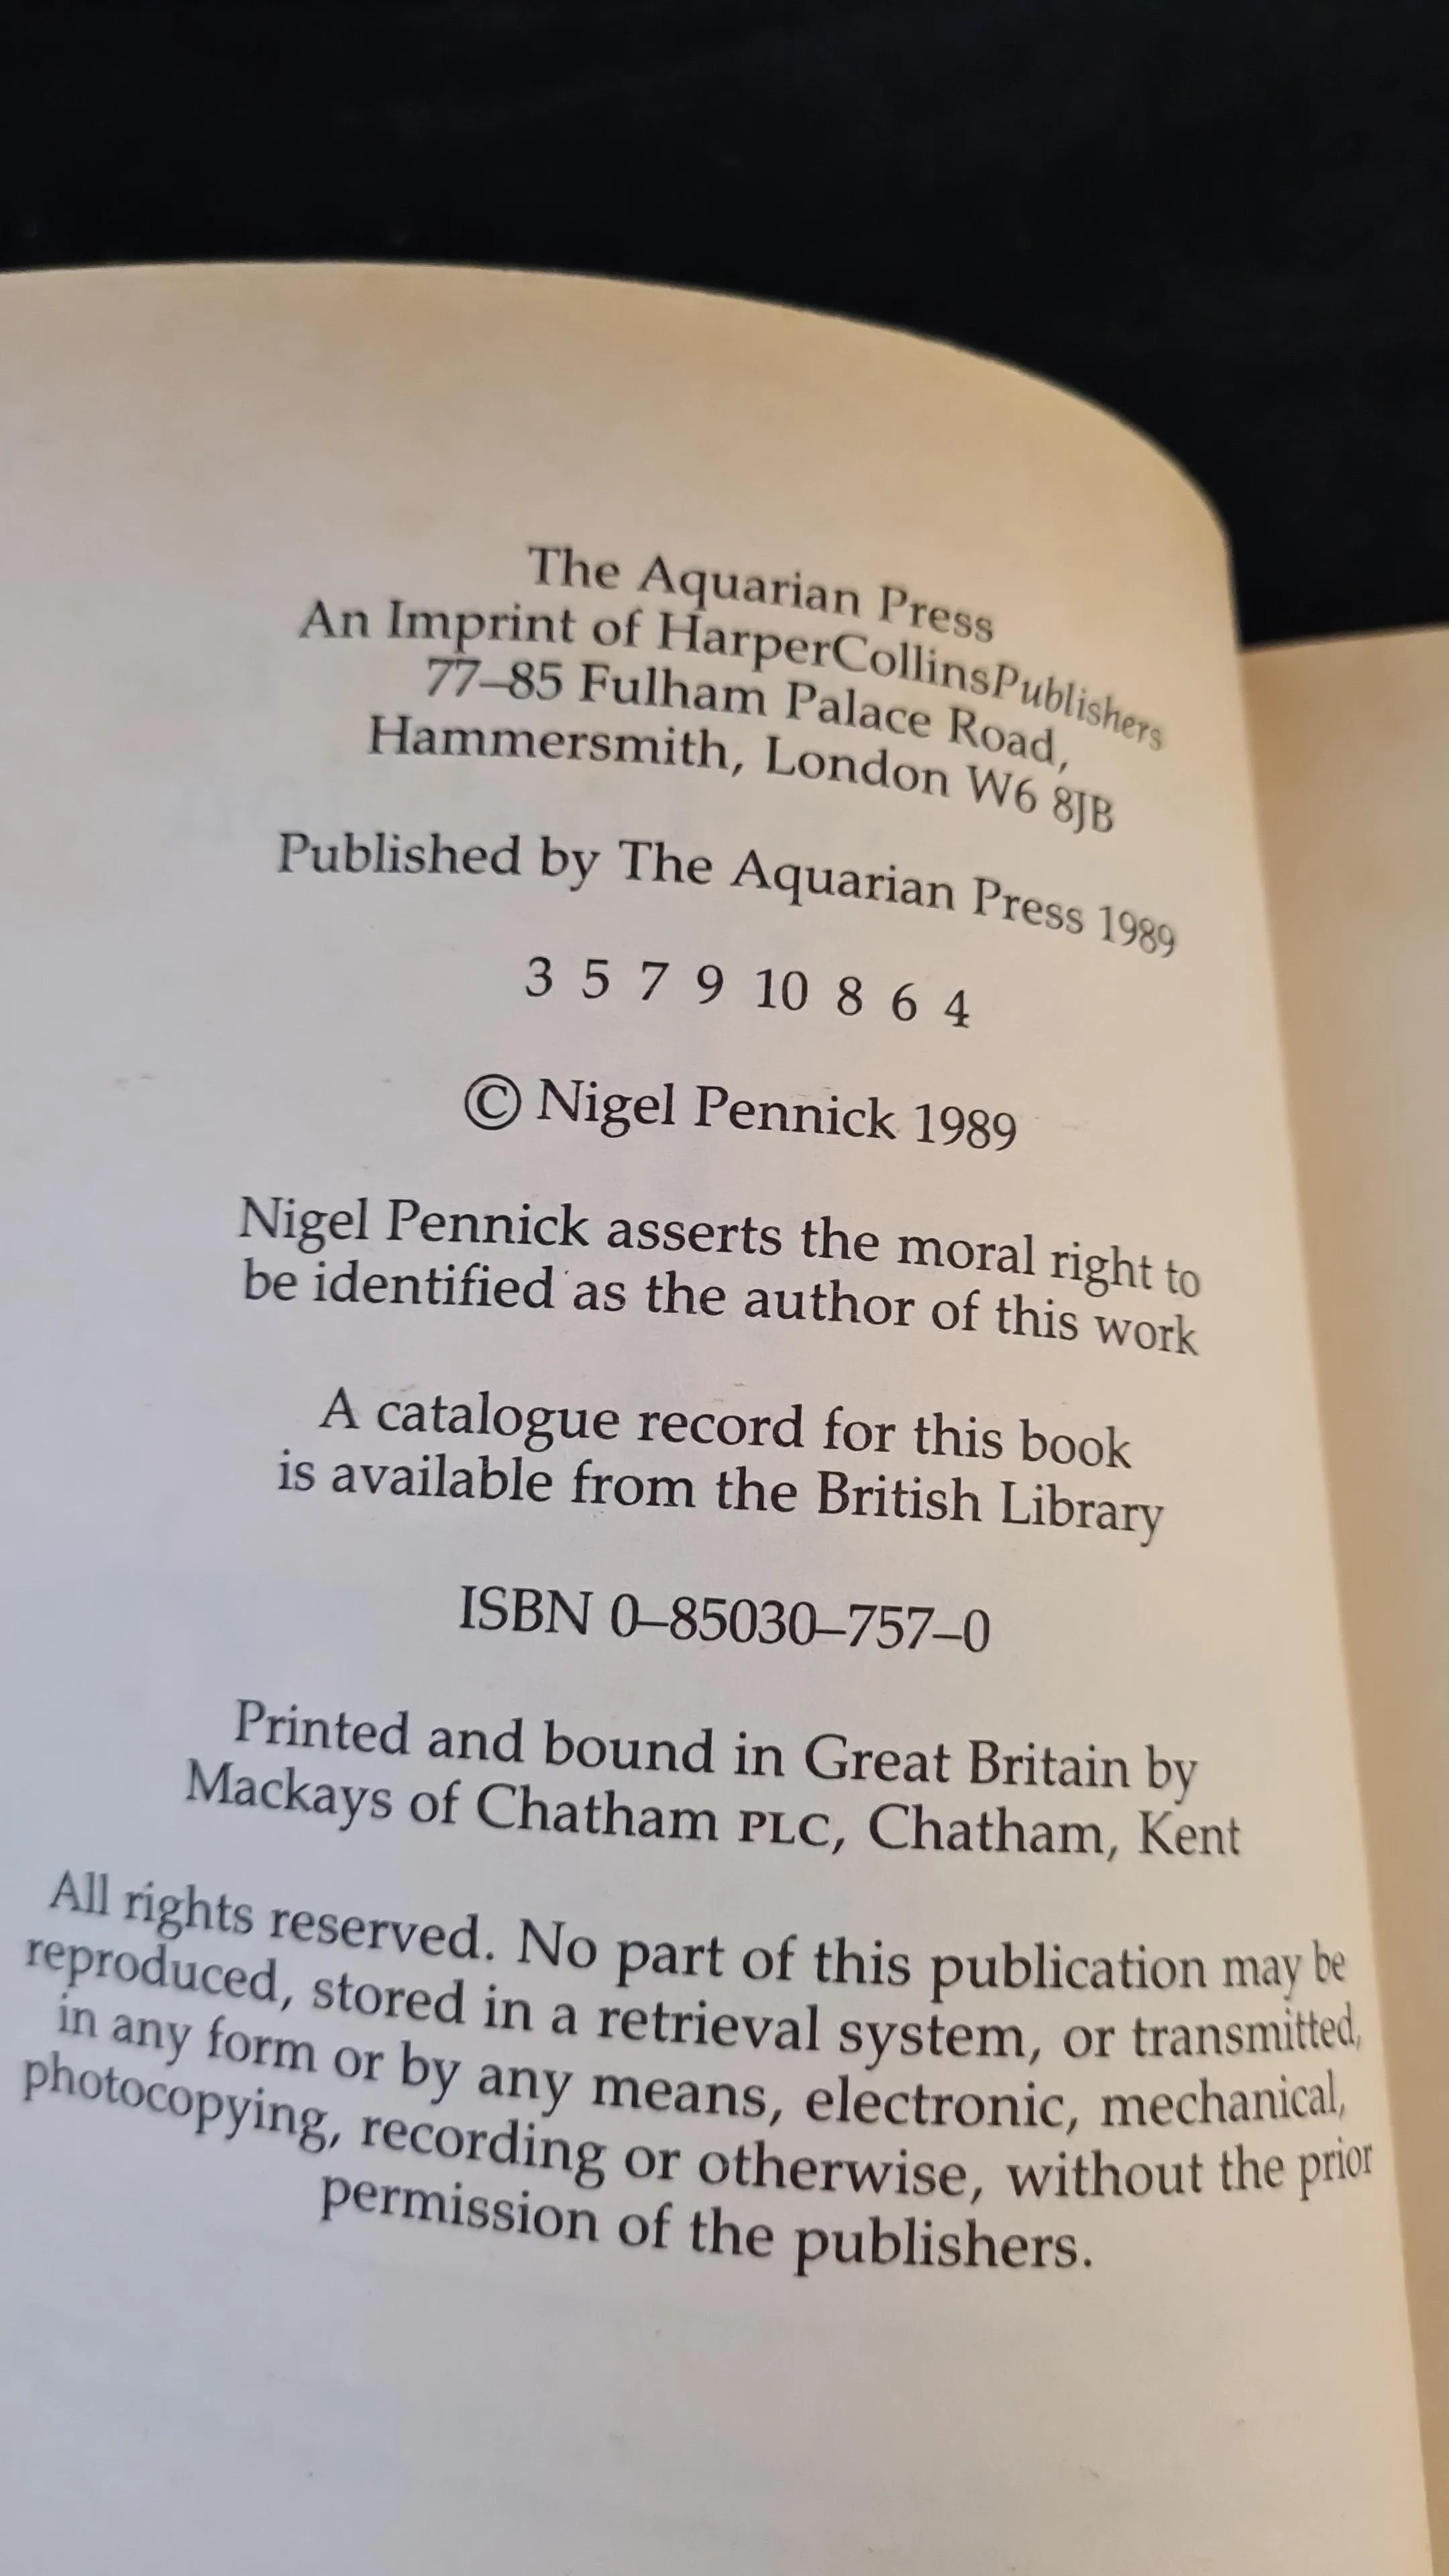 The Aquarian Press
An Imprint of HarperCollinsPublishers
77–85 Fulham Palace Road,
Hammersmith, London W6 8JB
Published by The Aquarian Press 1989
3 5 7 9 10 8 6 4
© Nigel Pennick 1989
Nigel Pennick asserts the moral right to
be identified as the author of this work
A catalogue record for this book
is available from the British Library
ISBN 0–85030–757–0
Printed and bound in Great Britain by
Mackays of Chatham PLC, Chatham, Kent
All rights reserved. No part of this publication may be
reproduced, stored in a retrieval system, or transmitted,
in any form or by any means, electronic, mechanical,
photocopying, recording or otherwise, without the prior
permission of the publishers.